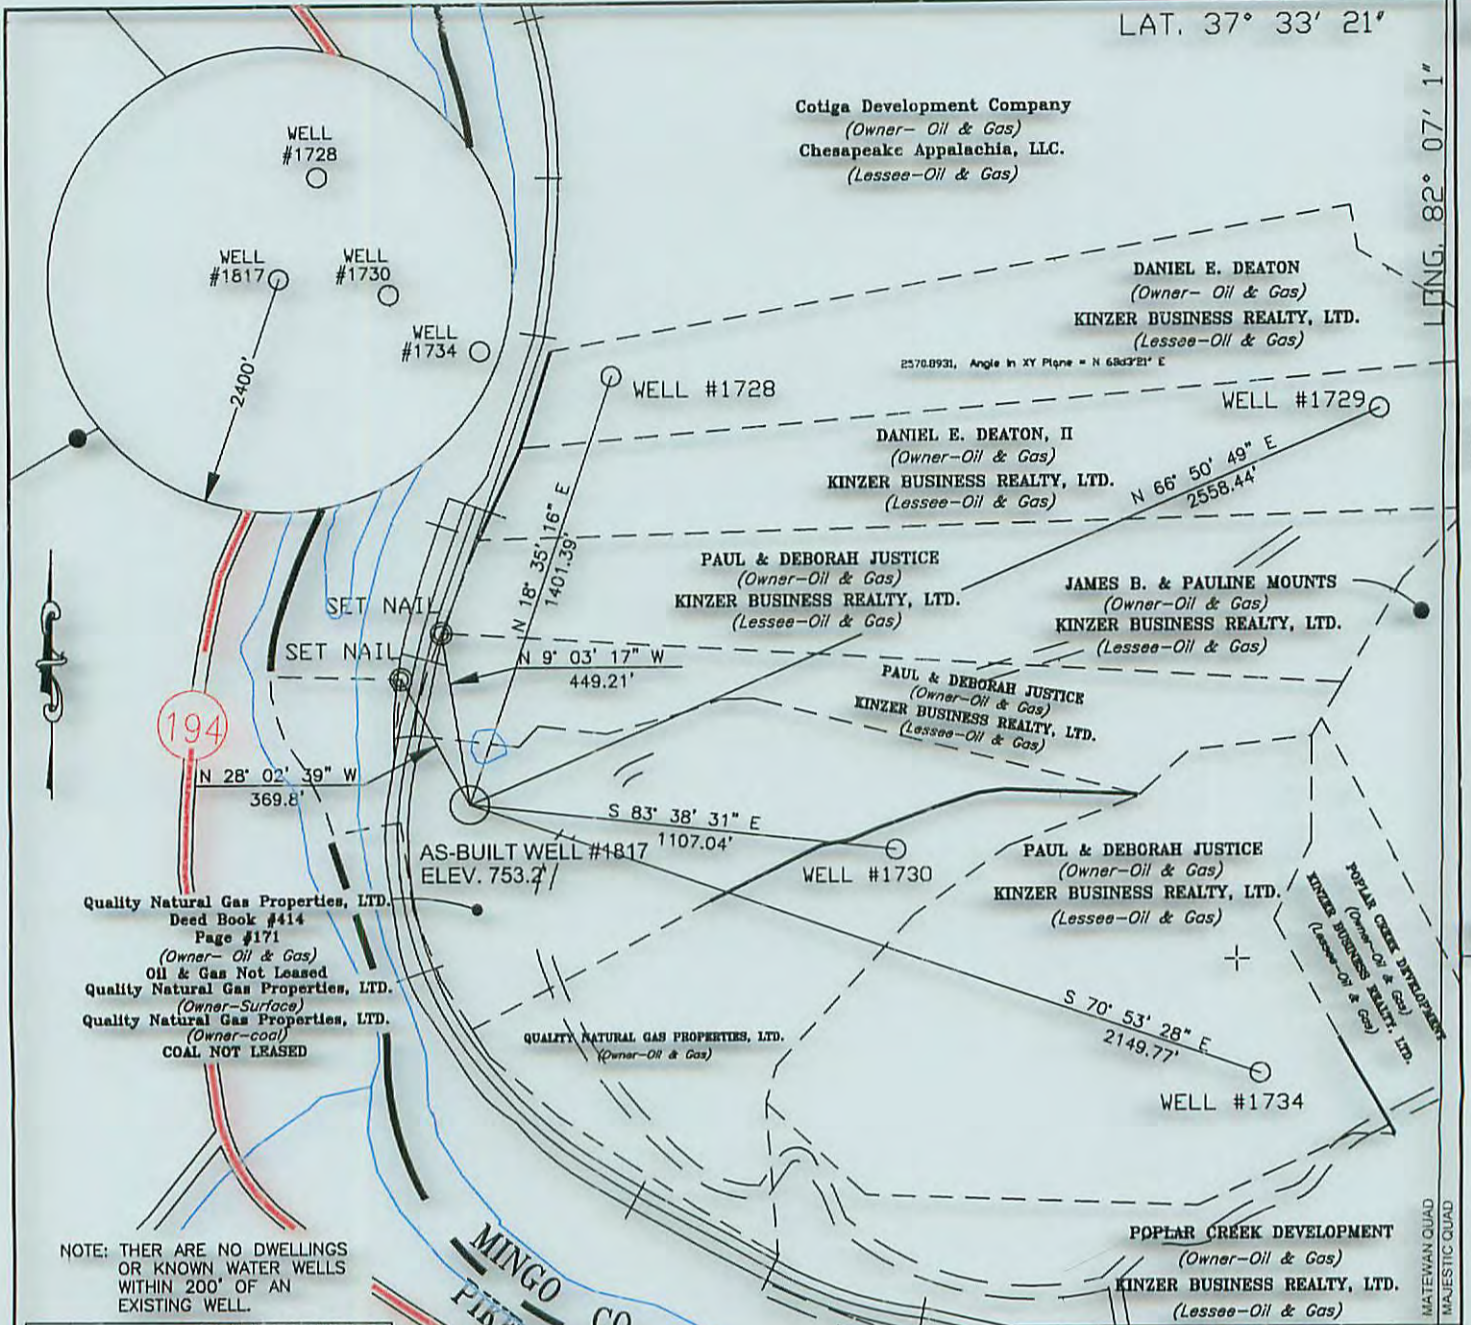 LAT. 37° 33' 21"
LONG. 82° 07' 1"
Cotiga Development Company
(Owner- Oil & Gas)
Chesapeake Appalachia, LLC.
(Lessee-Oil & Gas)
WELL
#1728
WELL
#1817
WELL
#1730
WELL
#1734
2400'
DANIEL E. DEATON
(Owner- Oil & Gas)
KINZER BUSINESS REALTY, LTD.
(Lessee-Oil & Gas)
2570.8931, Angle in XY Plane = N
WELL #1728
WELL #1729
DANIEL E. DEATON, II
(Owner-Oil & Gas)
KINZER BUSINESS REALTY, LTD.
(Lessee-Oil & Gas)
N 66° 50' 49" E
2558.44'
N 18° 35' 16" E
1401.39'
PAUL & DEBORAH JUSTICE
(Owner-Oil & Gas)
KINZER BUSINESS REALTY, LTD.
(Lessee-Oil & Gas)
JAMES B. & PAULINE MOUNTS
(Owner-Oil & Gas)
KINZER BUSINESS REALTY, LTD.
(Lessee-Oil & Gas)
SET NAIL
SET NAIL
N 9° 03' 17" W
449.21'
PAUL & DEBORAH JUSTICE
(Owner-Oil & Gas)
KINZER BUSINESS REALTY, LTD.
(Lessee-Oil & Gas)
194
N 28° 02' 39" W
369.8'
S 83° 38' 31" E
1107.04'
AS-BUILT WELL #1817
ELEV. 753.2'
WELL #1730
PAUL & DEBORAH JUSTICE
(Owner-Oil & Gas)
KINZER BUSINESS REALTY, LTD.
(Lessee-Oil & Gas)
POPLAR CREEK DEVELOPMENT
(Owner-Oil & Gas)
KINZER BUSINESS REALTY, LTD.
(Lessee-Oil & Gas)
Quality Natural Gas Properties, LTD.
Deed Book #414
Page #171
(Owner- Oil & Gas)
Oil & Gas Not Leased
Quality Natural Gas Properties, LTD.
(Owner-Surface)
Quality Natural Gas Properties, LTD.
(Owner-coal)
COAL NOT LEASED
QUALITY NATURAL GAS PROPERTIES, LTD.
(Owner-Oil & Gas)
S 70° 53' 28" E
2149.77'
WELL #1734
NOTE: THER ARE NO DWELLINGS
OR KNOWN WATER WELLS
WITHIN 200' OF AN
EXISTING WELL.
MINGO CO
PIKE
POPLAR CREEK DEVELOPMENT
(Owner-Oil & Gas)
KINZER BUSINESS REALTY, LTD.
(Lessee-Oil & Gas)
MATEWAN QUAD
MAJESTIC QUAD